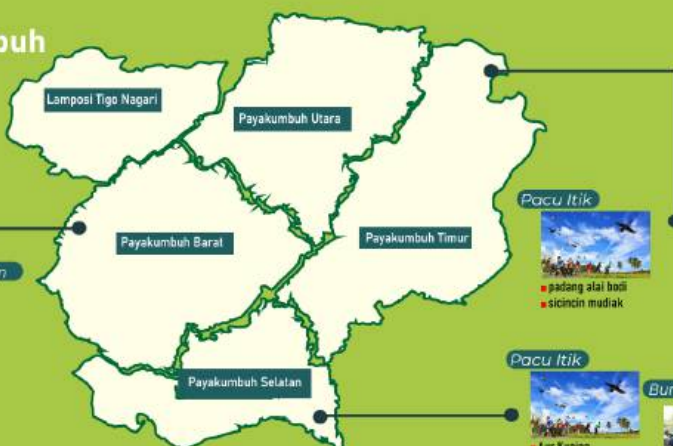 Lamposi Tigo Nagari
Payakumbuh Utara
Payakumbuh Barat
Payakumbuh Timur
Payakumbuh Selatan
Pacu Itik
padang alai bodi
sicincin mudiak
Pacu Itik